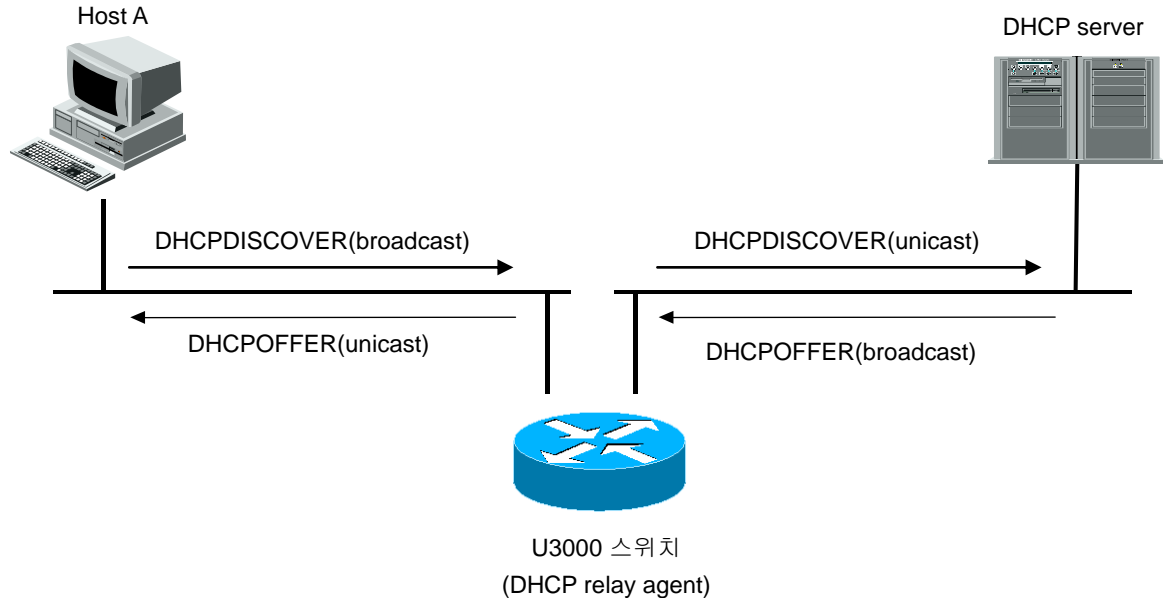 Host A
DHCP server
DHCPDISCOVER(broadcast)
DHCPDISCOVER(unicast)
DHCPOFFER(unicast)
DHCPOFFER(broadcast)
U3000 스위치
(DHCP relay agent)